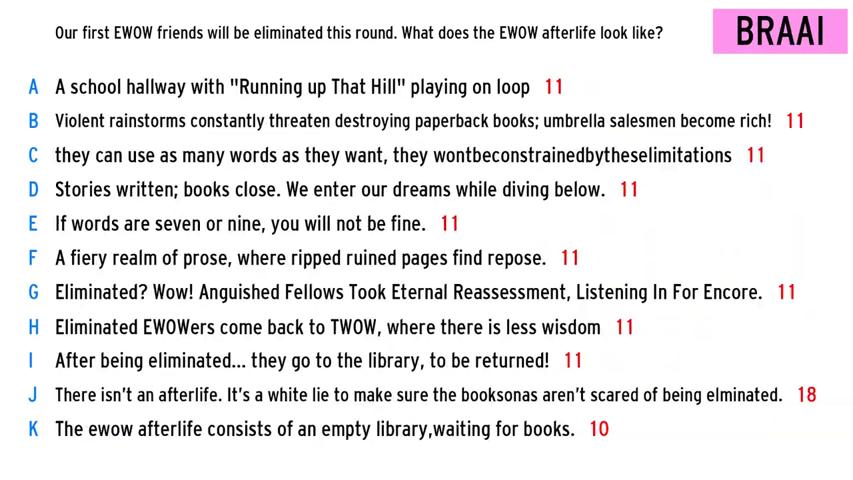 Our first EWOW friends will be eliminated this round. What does the EWOW afterlife look like?
BRAAI
A A school hallway with "Running up That Hill" playing on loop 11
B Violent rainstorms constantly threaten destroying paperback books; umbrella salesmen become rich! 11
C they can use as many words as they want, they wontbeconstrainedbytheselimitations 11
D Stories written; books close. We enter our dreams while diving below. 11
E If words are seven or nine, you will not be fine. 11
F A fiery realm of prose, where ripped ruined pages find repose. 11
G Eliminated? Wow! Anguished Fellows Took Eternal Reassessment, Listening In For Encore. 11
H Eliminated EWOWers come back to TWOW, where there is less wisdom 11
I After being eliminated... they go to the library, to be returned! 11
J There isn't an afterlife. It's a white lie to make sure the booksonas aren't scared of being elminated. 18
K The ewow afterlife consists of an empty library,waiting for books. 10